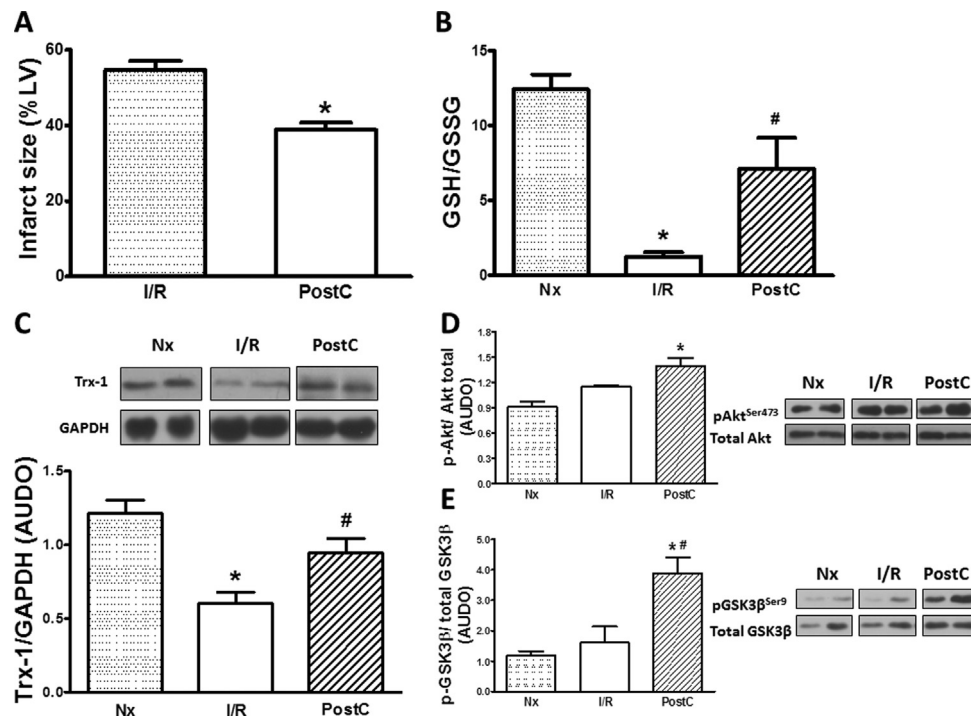 A
Infarct size (% LV)
60
40
20
0
*
I/R
PostC
B
GSH/GSSG
15
10
5
0
*
#
Nx
I/R
PostC
C
Nx
I/R
PostC
Trx-1
GAPDH
Trx-1/GAPDH (AUDO)
1.5
1.0
0.5
0.0
*
#
Nx
I/R
PostC
D
p-Akt/ Akt total
(AUDO)
1.8
1.5
1.2
0.9
0.6
0.3
0.0
*
Nx
I/R
PostC
Nx
I/R
PostC
pAktSer473
Total Akt
E
p-GSK3β/ total GSK3β
(AUDO)
5.0
4.0
3.0
2.0
1.0
0.0
* #
Nx
I/R
PostC
Nx
I/R
PostC
pGSK3βSer9
Total GSK3β